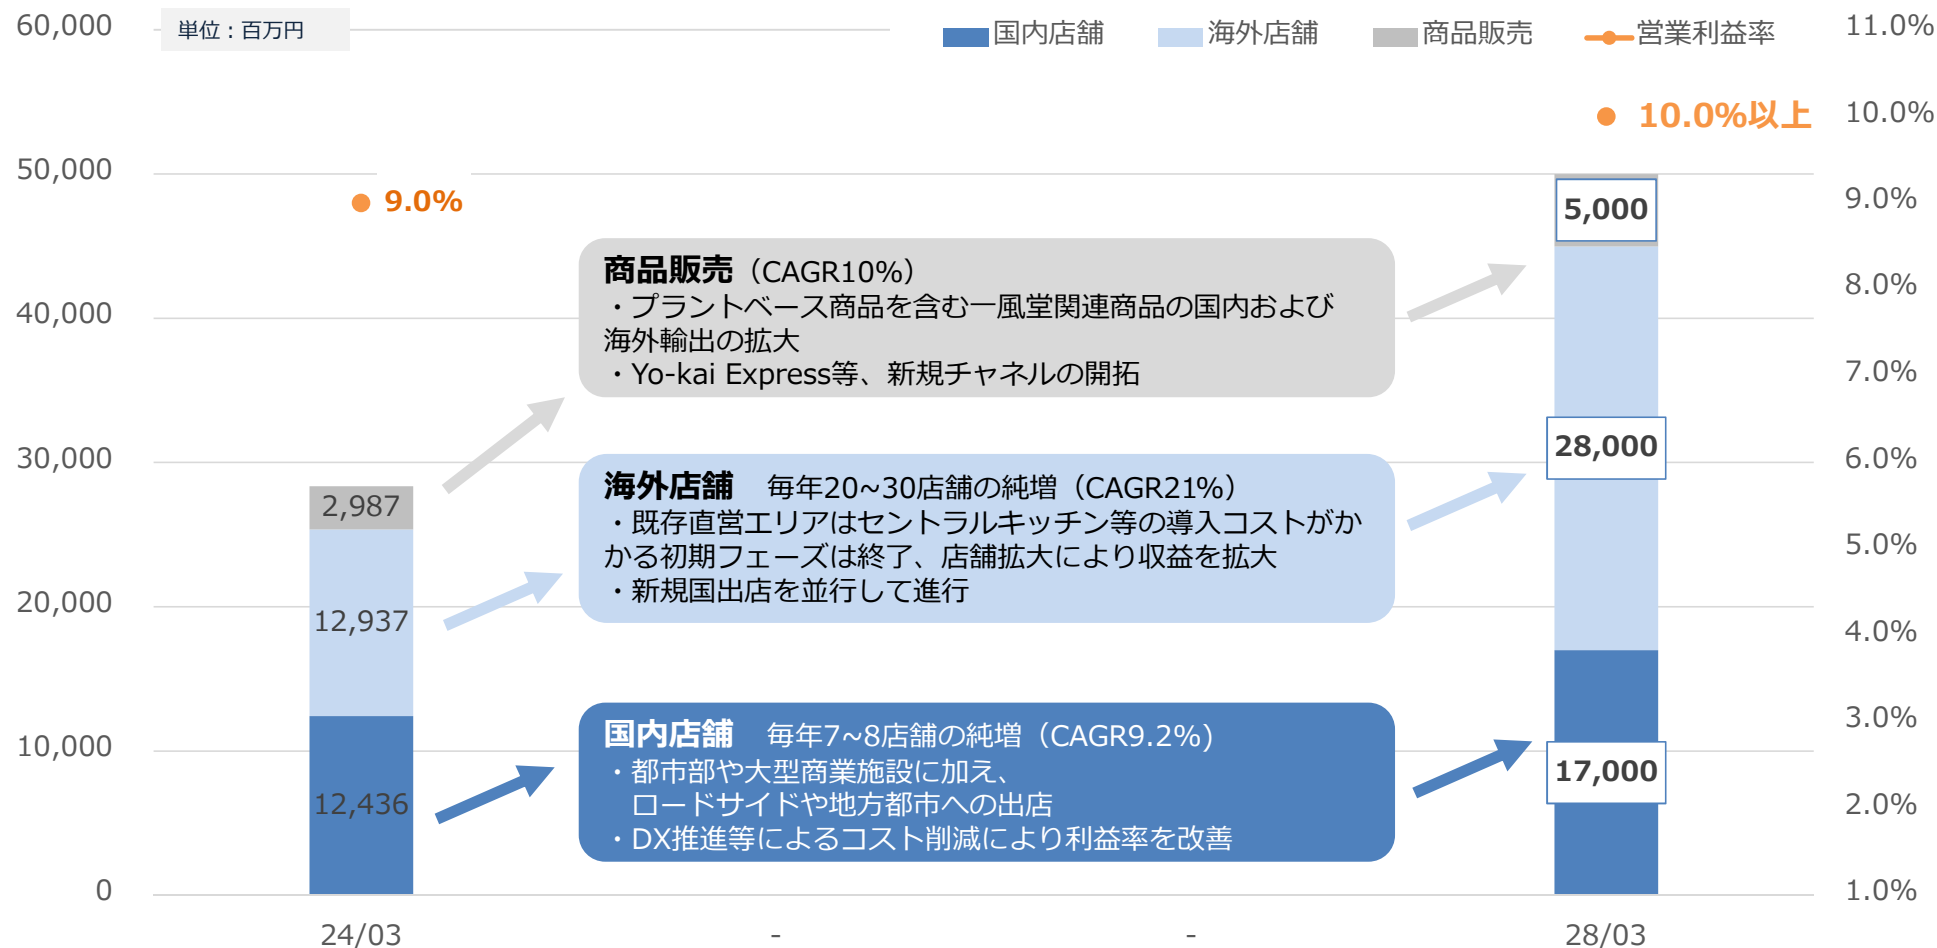 単位：百万円
国内店舗
海外店舗
商品販売
営業利益率
60,000
50,000
40,000
30,000
20,000
10,000
0
11.0%
10.0%
9.0%
8.0%
7.0%
6.0%
5.0%
4.0%
3.0%
2.0%
1.0%
9.0%
10.0%以上
2,987
12,937
12,436
商品販売（CAGR10%）
・プラントベース商品を含む一風堂関連商品の国内および
海外輸出の拡大
・Yo-kai Express等、新規チャネルの開拓
海外店舗　毎年20~30店舗の純増（CAGR21%）
・既存直営エリアはセントラルキッチン等の導入コストがか
かる初期フェーズは終了、店舗拡大により収益を拡大
・新規国出店を並行して進行
国内店舗　毎年7~8店舗の純増（CAGR9.2%)
・都市部や大型商業施設に加え、
ロードサイドや地方都市への出店
・DX推進等によるコスト削減により利益率を改善
5,000
28,000
17,000
24/03
-
-
28/03